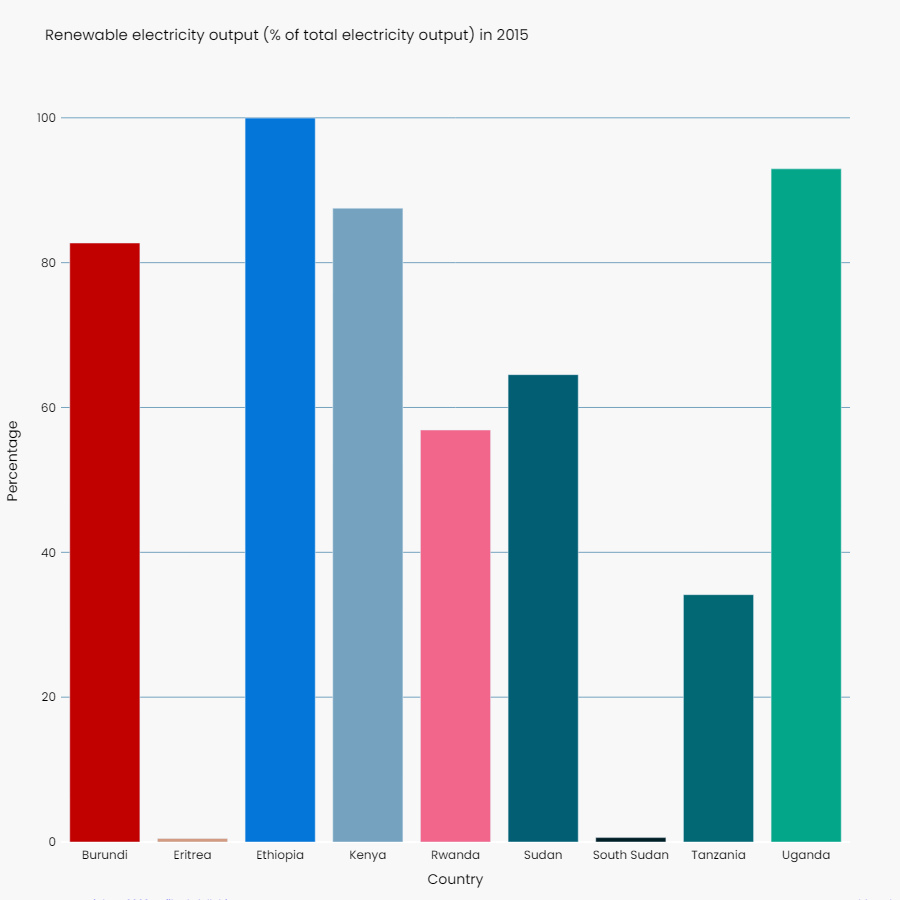 Renewable electricity output (% of total electricity output) in 2015
100
80
60
40
20
0
Percentage
Burundi Eritrea Ethiopia Kenya Rwanda Sudan South Sudan Tanzania Uganda
Country